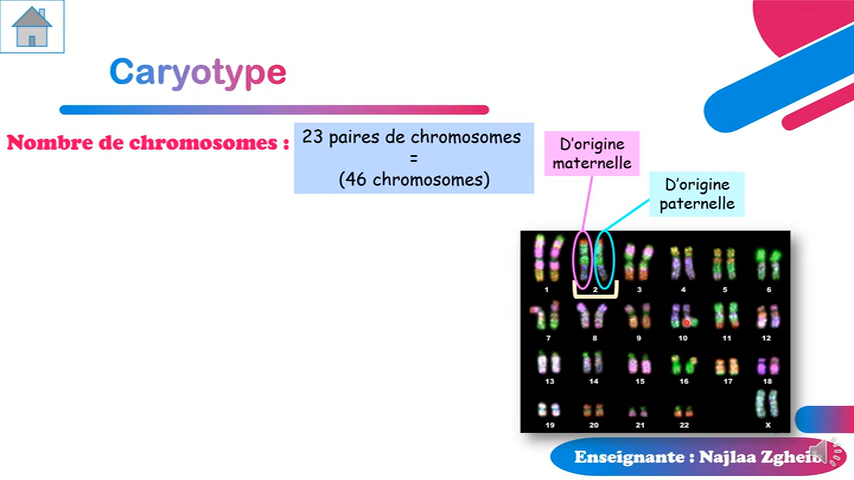 Caryotype
Nombre de chromosomes :
23 paires de chromosomes
=
(46 chromosomes)
D'origine
maternelle
D'origine
paternelle
1 2 3 4 5 6
7 8 9 10 11 12
13 14 15 16 17 18
19 20 21 22 X
Enseignante : Najlaa Zgheib